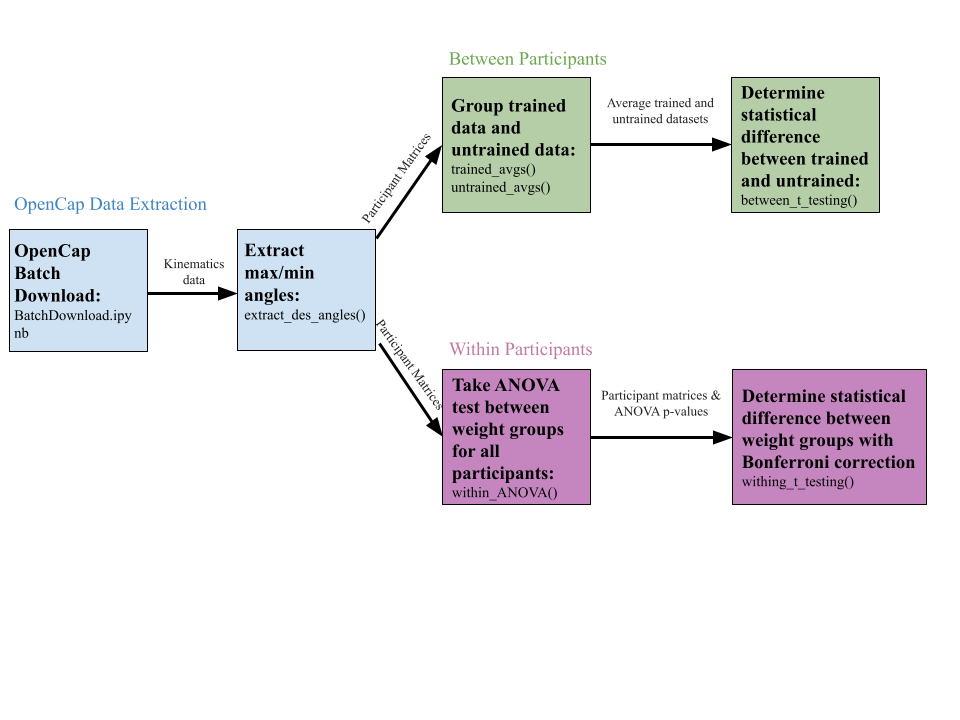 OpenCap Data Extraction
OpenCap
Batch
Download:
BatchDownload.ipy
nb
Kinematics
data
Extract
max/min
angles:
extract_des_angles()
Participant Matrices
Between Participants
Group trained
data and
untrained data:
trained_avgs()
untrained_avgs()
Average trained and
untrained datasets
Determine
statistical
difference
between trained
and untrained:
between_t_testing()
Participant Matrices
Within Participants
Take ANOVA
test between
weight groups
for all
participants:
within_ANOVA()
Participant matrices &
ANOVA p-values
Determine statistical
difference between
weight groups with
Bonferroni correction
withing_t_testing()